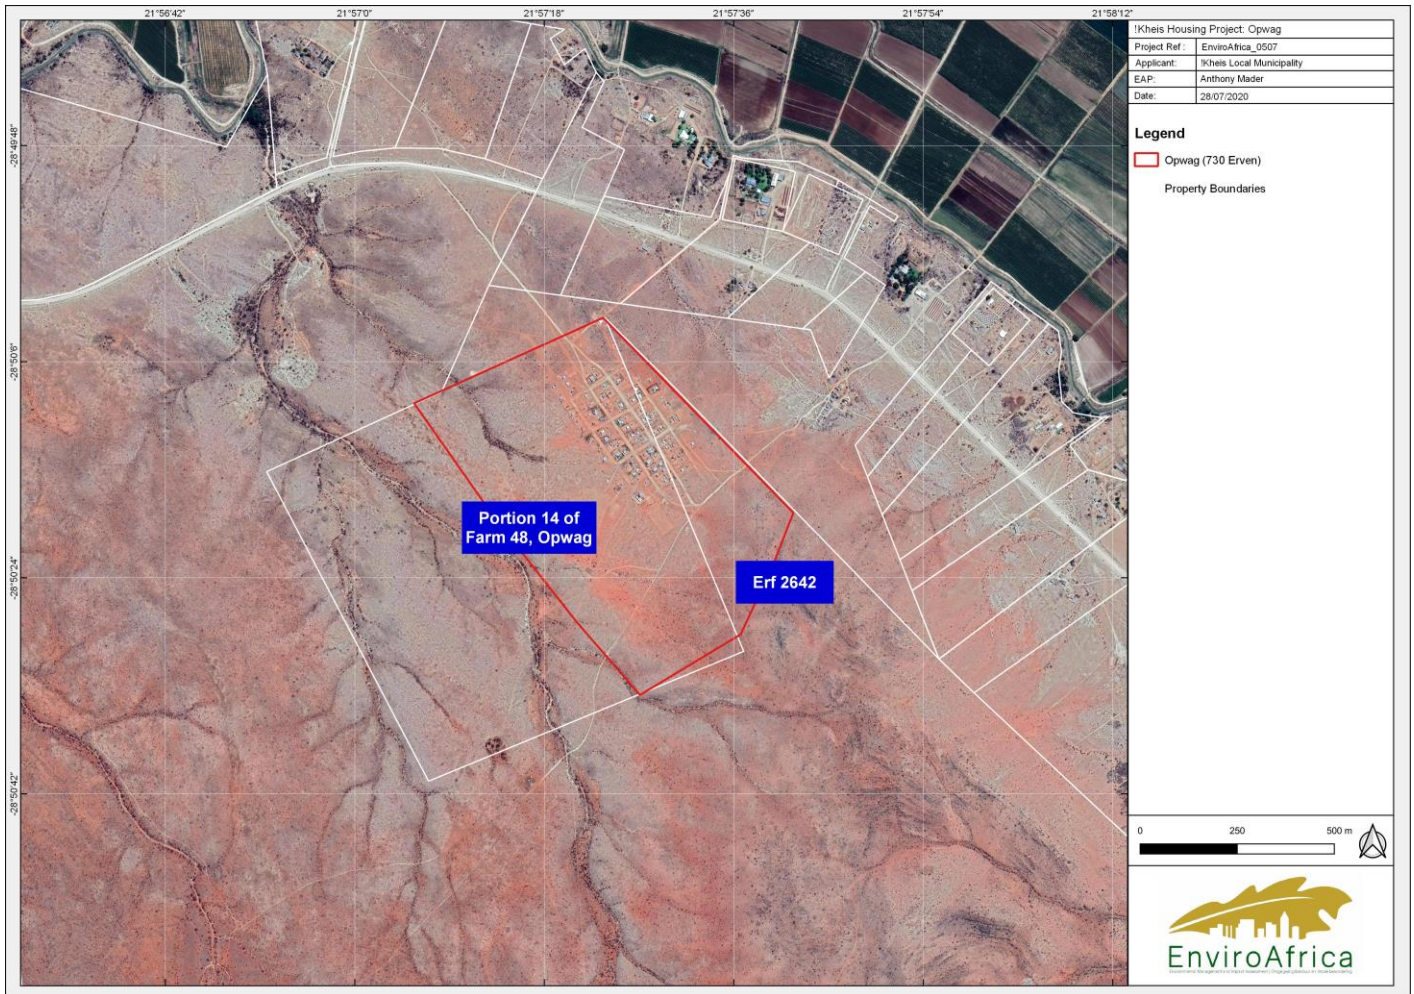 21°56'42"
21°57'0"
21°57'18"
21°57'36"
21°57'54"
21°58'12"
-28°49'48"
-28°50'6"
-28°50'24"
-28°50'42"
Portion 14 of
Farm 48, Opwag
Erf 2642
!Kheis Housing Project: Opwag
Project Ref : EnviroAfrica_0507
Applicant: !Kheis Local Municipality
EAP: Anthony Mader
Date: 28/07/2020
Legend
Opwag (730 Erven)
Property Boundaries
0 250 500 m
EnviroAfrica